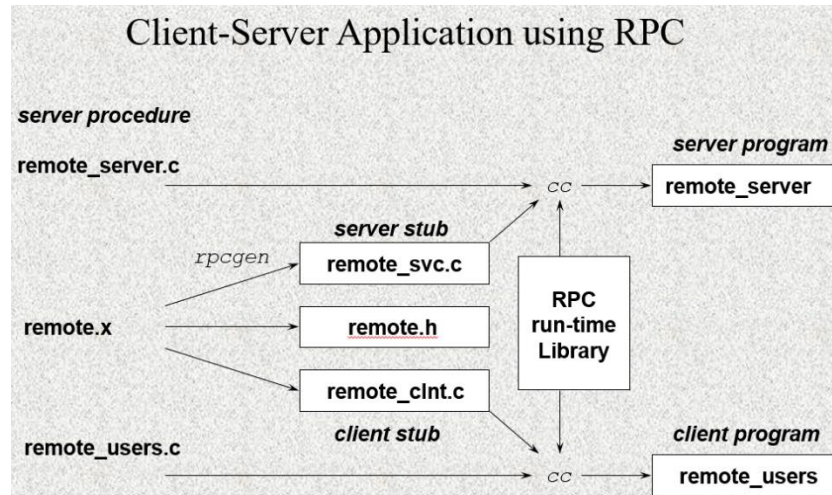 Client-Server Application using RPC
server procedure
remote_server.c
server program
cc
remote_server
server stub
rpcgen
remote_svc.c
RPC
run-time
Library
remote.x
remote.h
remote_clnt.c
remote_users.c
client stub
client program
cc
remote_users